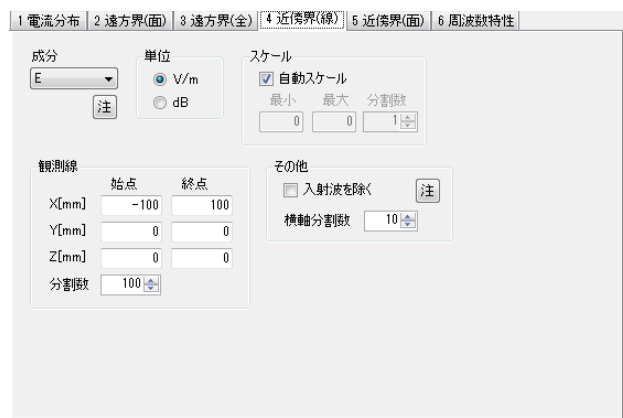 1 電流分布 2 遠方界(面) 3 遠方界(全) 4 近傍界(線) 5 近傍界(面) 6 周波数特性
成分
E
注
単位
V/m
dB
スケール
自動スケール
最小 最大 分割数
0 0 1
観測線
始点 終点
X[mm] -100 100
Y[mm] 0 0
Z[mm] 0 0
分割数 100
その他
入射波を除く 注
横軸分割数 10